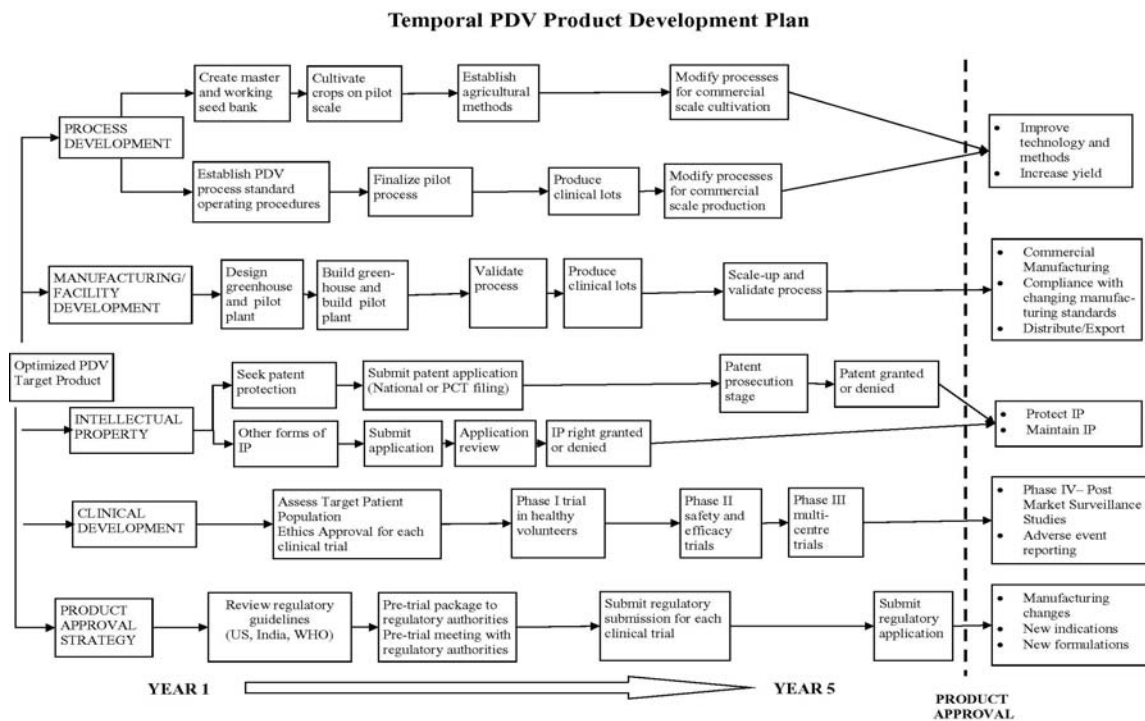 Temporal PDV Product Development Plan
Create master
and working
seed bank
Cultivate
crops on pilot
scale
Establish
agricultural
methods
Modify processes
for commercial
scale cultivation
PROCESS
DEVELOPMENT
• Improve
technology and
methods
• Increase yield
Establish PDV
process standard
operating procedures
Finalize pilot
process
Produce
clinical lots
Modify processes
for commercial
scale production
MANUFACTURING/
FACILITY
DEVELOPMENT
Design
greenhouse
and pilot
plant
Build green-
house and
build pilot
plant
Validate
process
Produce
clinical lots
Scale-up and
validate process
• Commercial
Manufacturing
• Compliance with
changing manufac-
turing standards
• Distribute/Export
Optimized PDV
Target Product
Seek patent
protection
Submit patent application
(National or PCT filing)
Patent
prosecution
stage
Patent granted
or denied
INTELLECTUAL
PROPERTY
Other forms of
IP
Submit
application
Application
review
IP right granted
or denied
• Protect IP
• Maintain IP
CLINICAL
DEVELOPMENT
Assess Target Patient
Population
Ethics Approval for each
clinical trial
Phase I trial
in healthy
volunteers
Phase II
safety and
efficacy
trials
Phase III
multi-
centre
trials
• Phase IV– Post
Market Surveillance
Studies
• Adverse event
reporting
PRODUCT
APPROVAL
STRATEGY
Review regulatory
guidelines
(US, India, WHO)
Pre-trial package to
regulatory authorities
Pre-trial meeting with
regulatory authorities
Submit regulatory
submission for each
clinical trial
Submit
regulatory
application
• Manufacturing
changes
• New indications
• New formulations
YEAR 1
YEAR 5
PRODUCT
APPROVAL